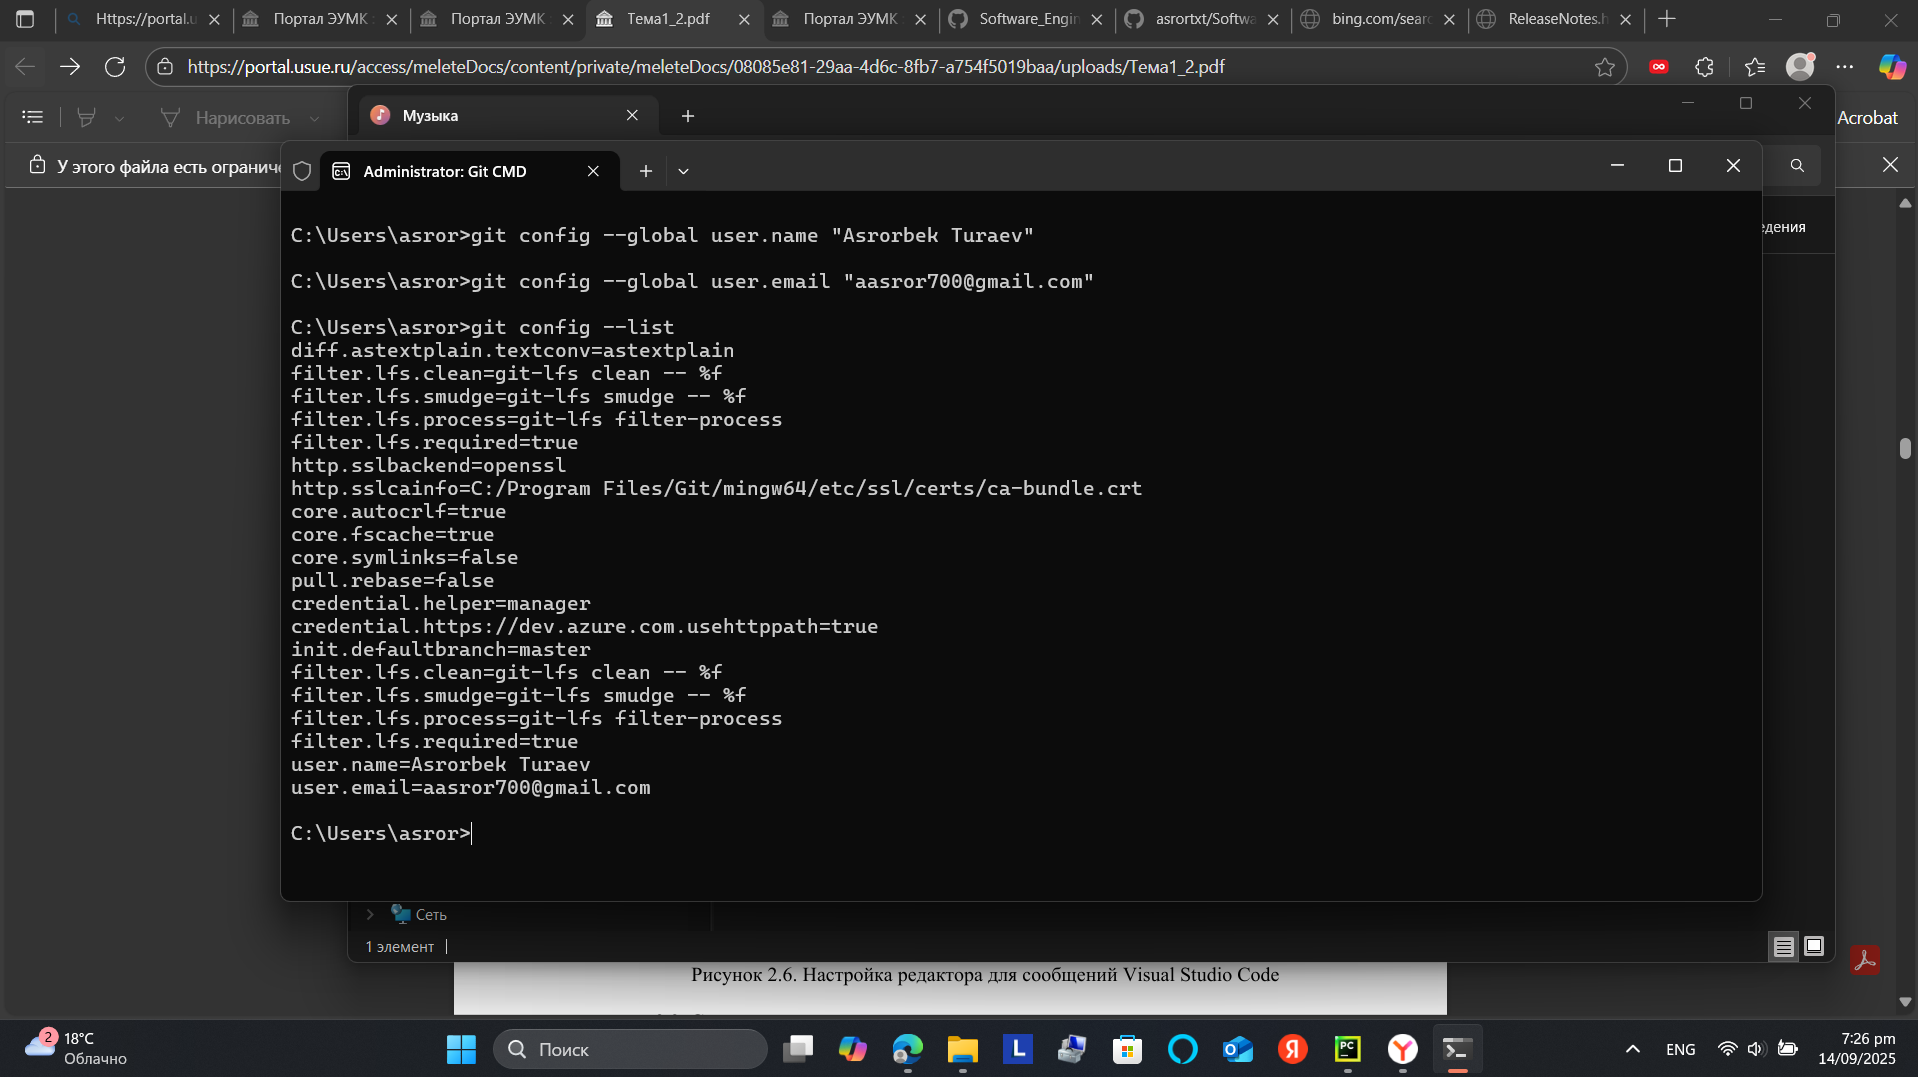 Https://portal.u
Портал ЭУМК
Портал ЭУМК
Тема1_2.pdf
Портал ЭУМК
Software_Engin
asrortxt/Softwa
bing.com/searc
ReleaseNotes.h
https://portal.usue.ru/access/meleteDocs/content/private/meleteDocs/08085e81-29aa-4d6c-8fb7-a754f5019baa/uploads/Тема1_2.pdf
Нарисовать
Музыка
Acrobat
У этого файла есть ограниче
Administrator: Git CMD
едения
C:\Users\asror>git config --global user.name "Asrorbek Turaev"
C:\Users\asror>git config --global user.email "aasror700@gmail.com"
C:\Users\asror>git config --list
diff.astextplain.textconv=astextplain
filter.lfs.clean=git-lfs clean -- %f
filter.lfs.smudge=git-lfs smudge -- %f
filter.lfs.process=git-lfs filter-process
filter.lfs.required=true
http.sslbackend=openssl
http.sslcainfo=C:/Program Files/Git/mingw64/etc/ssl/certs/ca-bundle.crt
core.autocrlf=true
core.fscache=true
core.symlinks=false
pull.rebase=false
credential.helper=manager
credential.https://dev.azure.com.usehttppath=true
init.defaultbranch=master
filter.lfs.clean=git-lfs clean -- %f
filter.lfs.smudge=git-lfs smudge -- %f
filter.lfs.process=git-lfs filter-process
filter.lfs.required=true
user.name=Asrorbek Turaev
user.email=aasror700@gmail.com
C:\Users\asror>
Сеть
1 элемент
Рисунок 2.6. Настройка редактора для сообщений Visual Studio Code
2
18°C
Облачно
Поиск
L
Я
PC
ENG
7:26 pm
14/09/2025